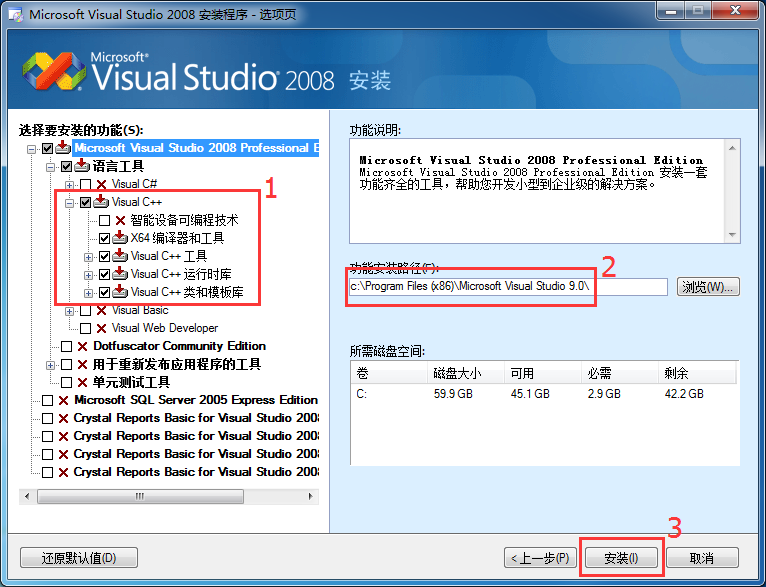 Microsoft Visual Studio 2008 安装程序 - 选项页
Microsoft®
Visual Studio® 2008 安装
选择要安装的功能(S):
Microsoft Visual Studio 2008 Professional E
语言工具
Visual C#
1
Visual C++
智能设备可编程技术
X64 编译器和工具
Visual C++ 工具
Visual C++ 运行时库
Visual C++ 类和模板库
Visual Basic
Visual Web Developer
Dotfuscator Community Edition
用于重新发布应用程序的工具
单元测试工具
Microsoft SQL Server 2005 Express Edition
Crystal Reports Basic for Visual Studio 2008
Crystal Reports Basic for Visual Studio 2008
Crystal Reports Basic for Visual Studio 2008
Crystal Reports Basic for Visual Studio 2008
功能说明:
Microsoft Visual Studio 2008 Professional Edition
Microsoft Visual Studio 2008 Professional Edition 安装一套
功能齐全的工具，帮助您开发小型到企业级的解决方案。
功能安装路径(F):
2
c:\Program Files (x86)\Microsoft Visual Studio 9.0\
浏览(W)...
所需磁盘空间:
卷 磁盘大小 可用 必需 剩余
C: 59.9 GB 45.1 GB 2.9 GB 42.2 GB
3
还原默认值(D)
< 上一步(P)
安装(I)
取消